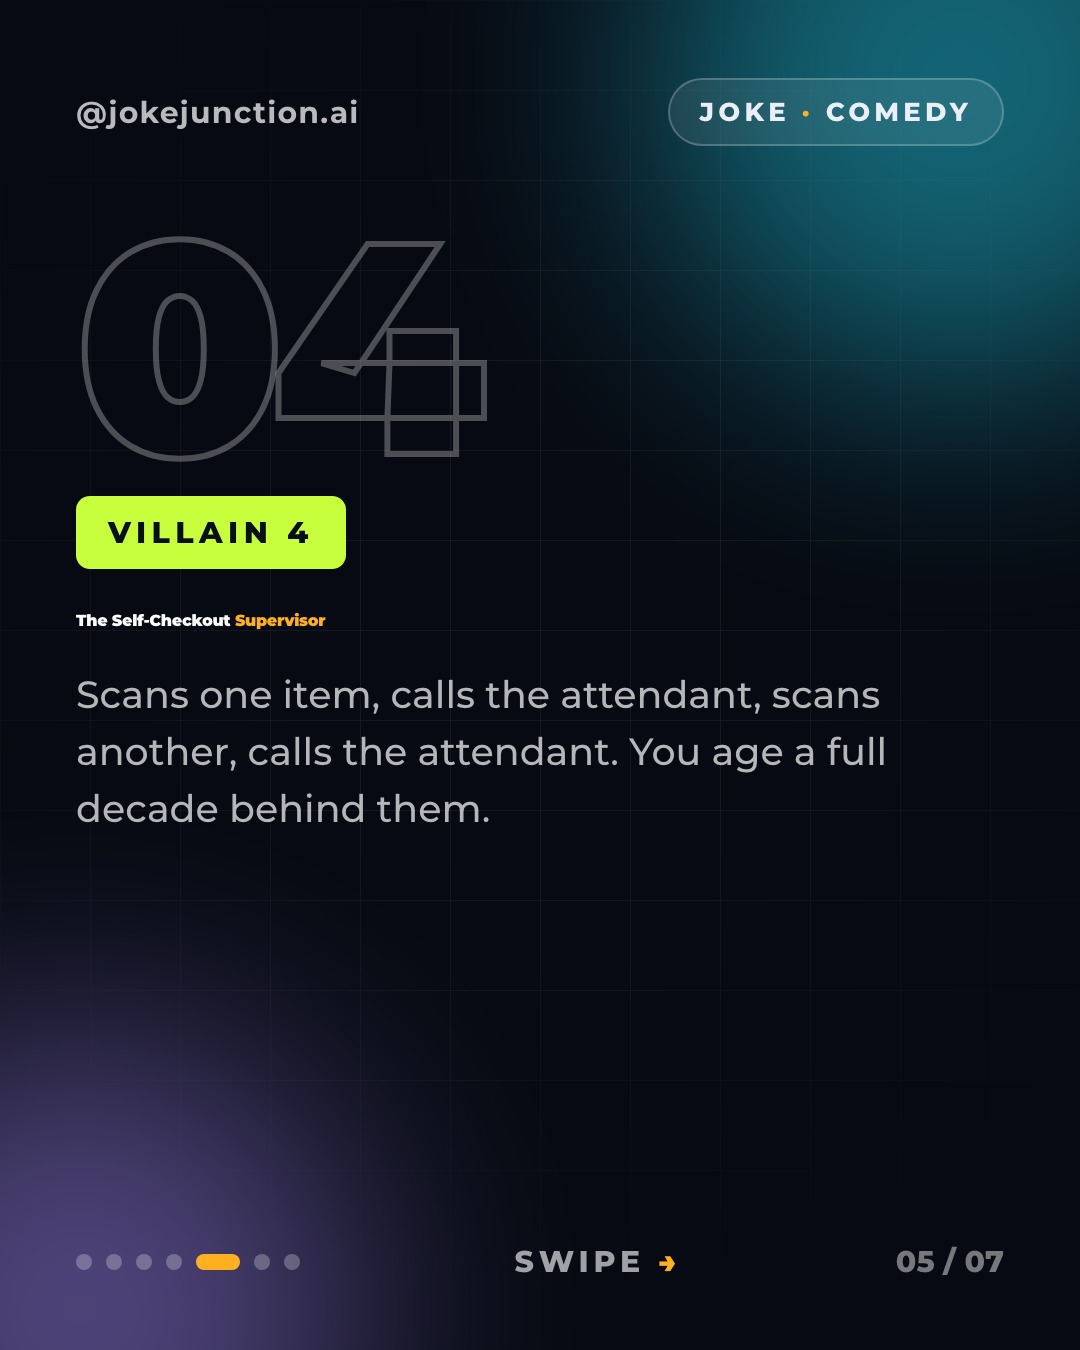 @jokejunction.ai
JOKE • COMEDY
04
VILLAIN 4
The Self-Checkout Supervisor
Scans one item, calls the attendant, scans
another, calls the attendant. You age a full
decade behind them.
SWIPE →
05 / 07